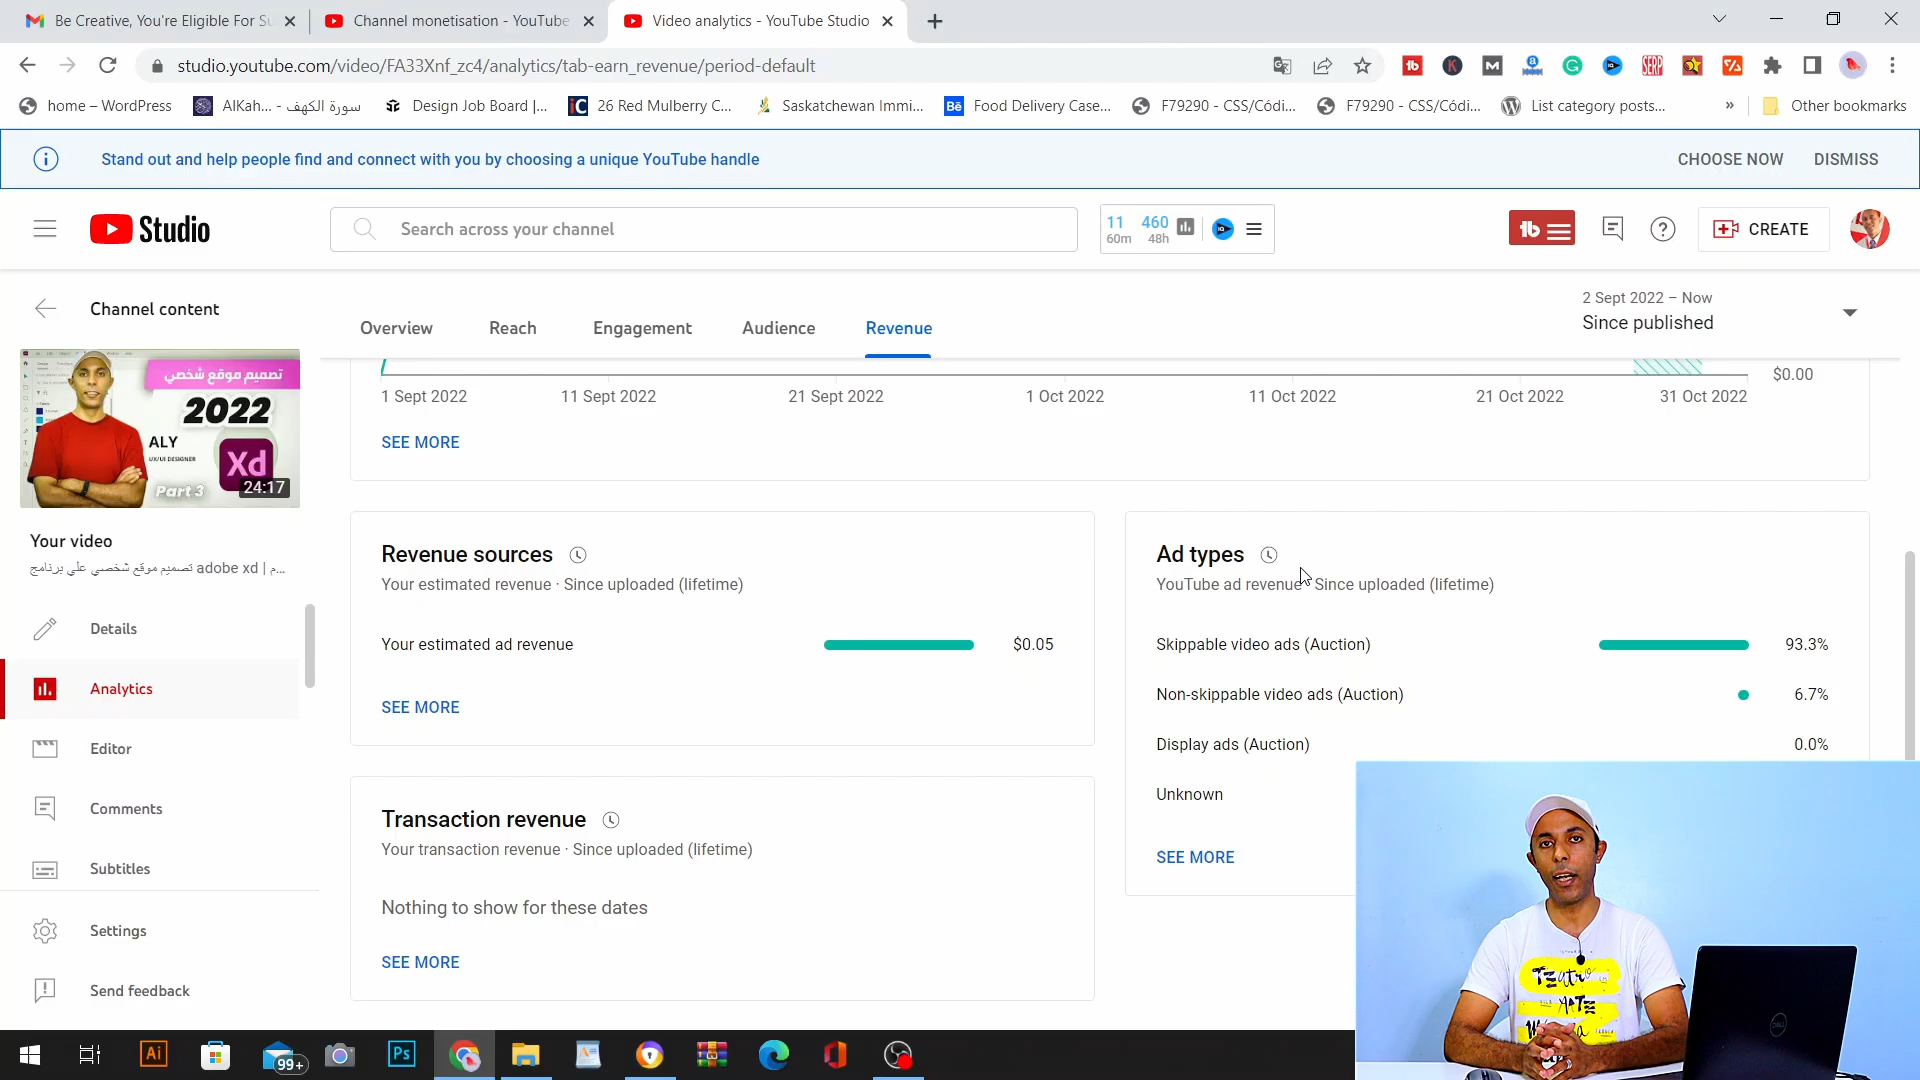 Be Creative, You're Eligible For Su
Channel monetisation - YouTube
Video analytics - YouTube Studio
studio.youtube.com/video/FA33Xnf_zc4/analytics/tab-earn_revenue/period-default
home – WordPress
AlKah... - سورة الكهف
Design Job Board |...
26 Red Mulberry C...
Saskatchewan Immi...
Food Delivery Case...
F79290 - CSS/Códi...
F79290 - CSS/Códi...
List category posts...
»
Other bookmarks
Stand out and help people find and connect with you by choosing a unique YouTube handle
CHOOSE NOW
DISMISS
Studio
Search across your channel
11 460
60m 48h
CREATE
Channel content
Overview
Reach
Engagement
Audience
Revenue
2 Sept 2022 – Now
Since published
تصميم موقع شخصي
2022
ALY
UX/UI DESIGNER
Xd
Part 3
24:17
$0.00
1 Sept 2022
11 Sept 2022
21 Sept 2022
1 Oct 2022
11 Oct 2022
21 Oct 2022
31 Oct 2022
SEE MORE
Your video
تصميم موقع شخصي علي برنامج adobe xd | م...
Details
Analytics
Editor
Comments
Subtitles
Settings
Send feedback
Revenue sources
Your estimated revenue · Since uploaded (lifetime)
Your estimated ad revenue
$0.05
SEE MORE
Transaction revenue
Your transaction revenue · Since uploaded (lifetime)
Nothing to show for these dates
SEE MORE
Ad types
YouTube ad revenue · Since uploaded (lifetime)
Skippable video ads (Auction)
93.3%
Non-skippable video ads (Auction)
6.7%
Display ads (Auction)
0.0%
Unknown
SEE MORE
Ai
99+
Ps
DELL